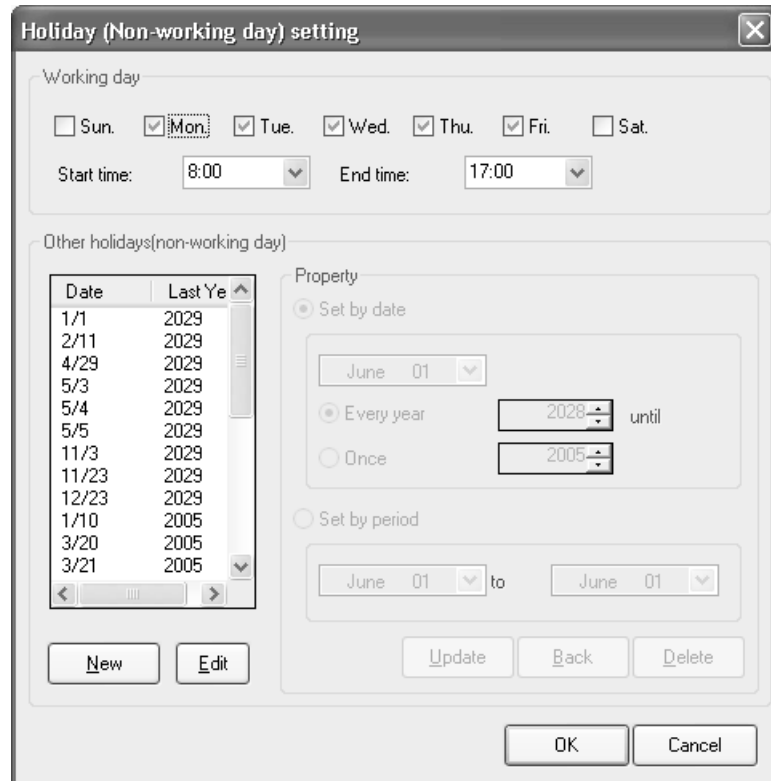 Holiday (Non-working day) setting
Working day
Sun. Mon. Tue. Wed. Thu. Fri. Sat.
Start time: 8:00 End time: 17:00
Other holidays(non-working day)
Date Last Ye
1/1 2029
2/11 2029
4/29 2029
5/3 2029
5/4 2029
5/5 2029
11/3 2029
11/23 2029
12/23 2029
1/10 2005
3/20 2005
3/21 2005
New Edit
Property
Set by date
June 01
Every year 2028 until
Once 2005
Set by period
June 01 to June 01
Update Back Delete
OK Cancel